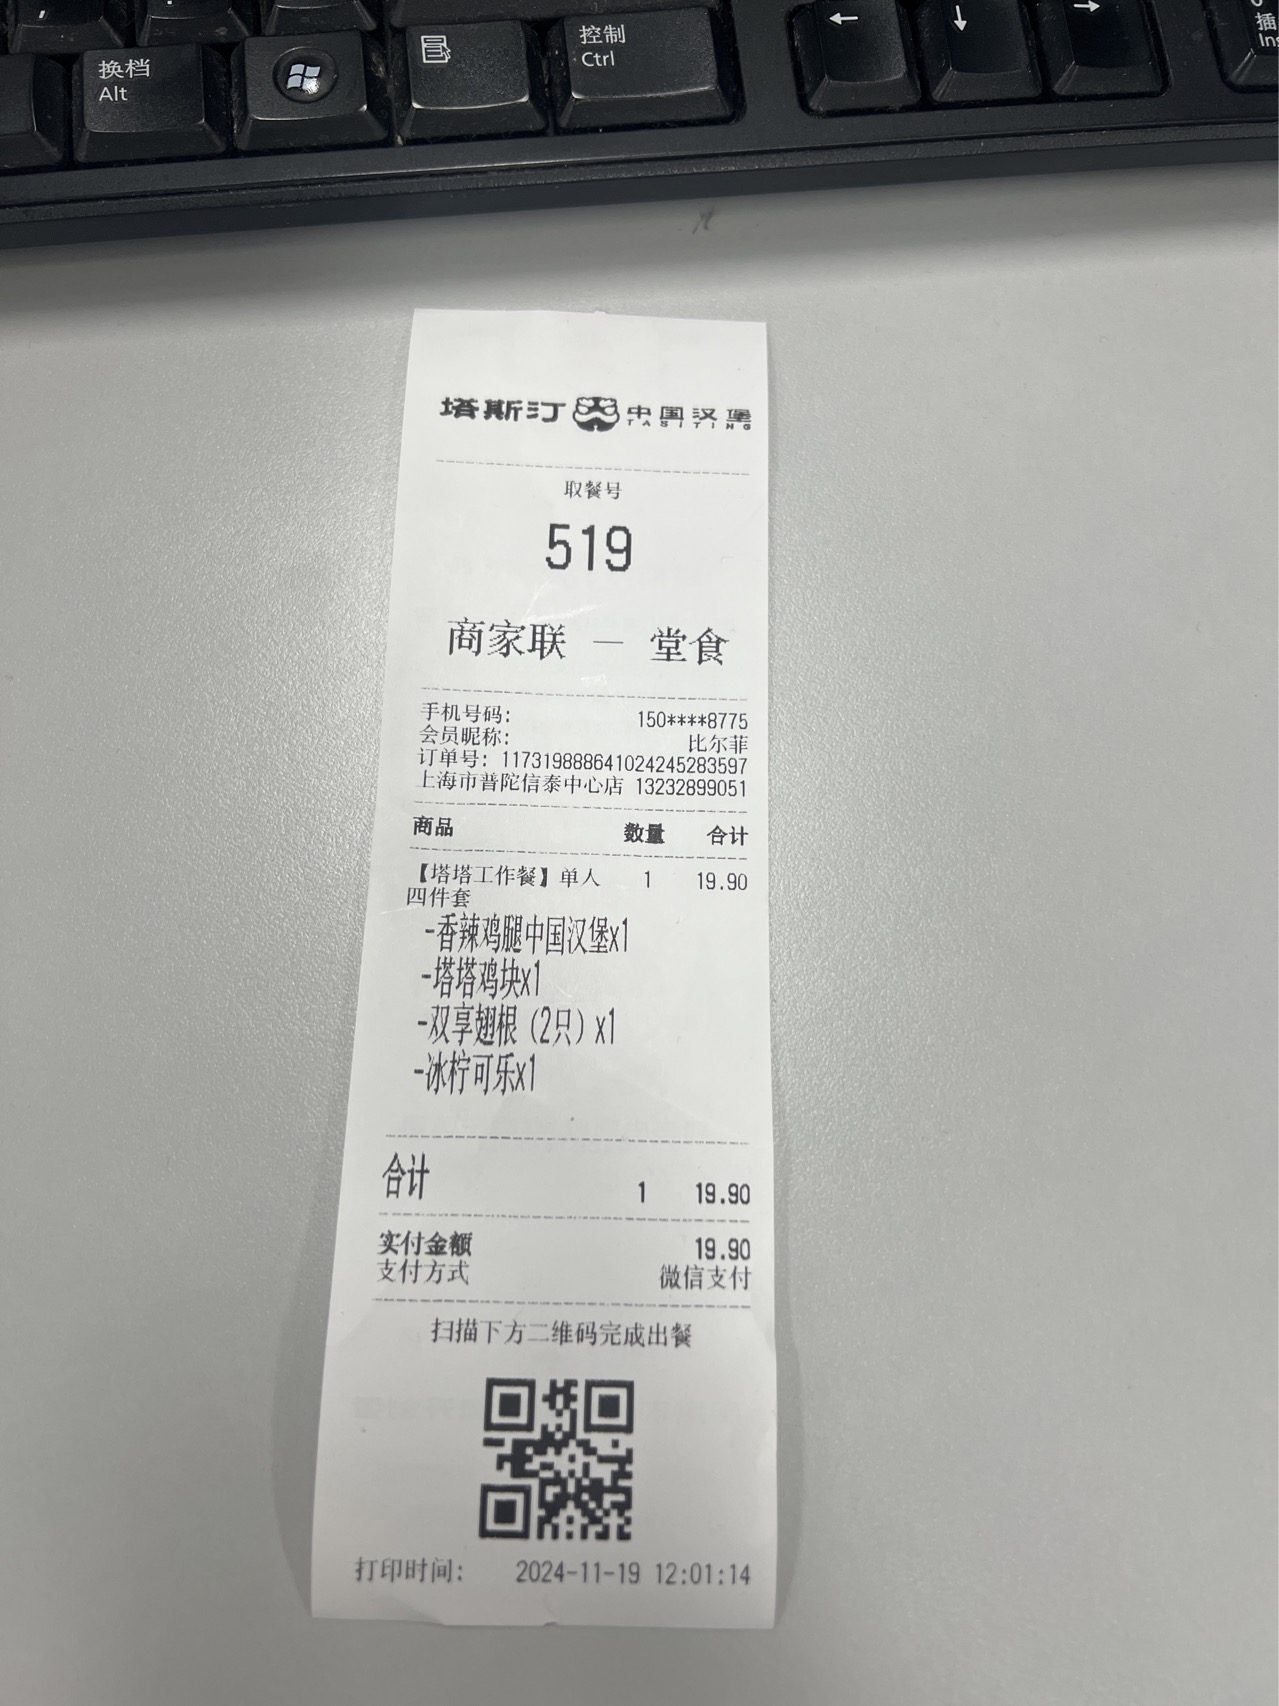 换档
Alt
控制
Ctrl
←
↓
→
插
Ins
塔斯汀 中国汉堡
TASITING
取餐号
519
商家联 — 堂食
手机号码: 150****8775
会员昵称: 比尔菲
订单号: 117319888641024245283597
上海市普陀信泰中心店 13232899051
商品 数量 合计
【塔塔工作餐】单人 1 19.90
四件套
-香辣鸡腿中国汉堡x1
-塔塔鸡块x1
-双享翅根（2只）x1
-冰柠可乐x1
合计 1 19.90
实付金额 19.90
支付方式 微信支付
扫描下方二维码完成出餐
打印时间: 2024-11-19 12:01:14